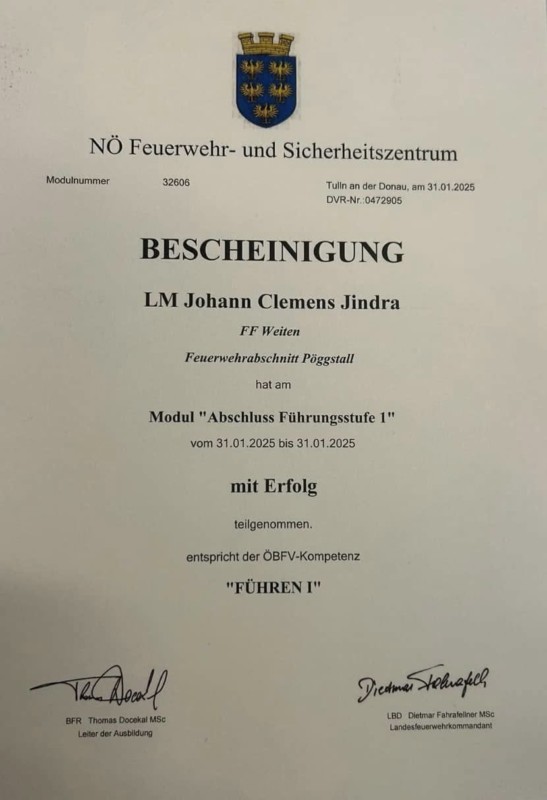 NÖ Feuerwehr- und Sicherheitszentrum
Modulnummer 32606
Tulln an der Donau, am 31.01.2025
DVR-Nr.:0472905
BESCHEINIGUNG
LM Johann Clemens Jindra
FF Weiten
Feuerwehrabschnitt Pöggstall
hat am
Modul "Abschluss Führungsstufe 1"
vom 31.01.2025 bis 31.01.2025
mit Erfolg
teilgenommen.
entspricht der ÖBFV-Kompetenz
"FÜHREN I"
BFR Thomas Docekal MSc
Leiter der Ausbildung
Dietmar Fahrafelln
LBD Dietmar Fahrafellner MSc
Landesfeuerwehrkommandant